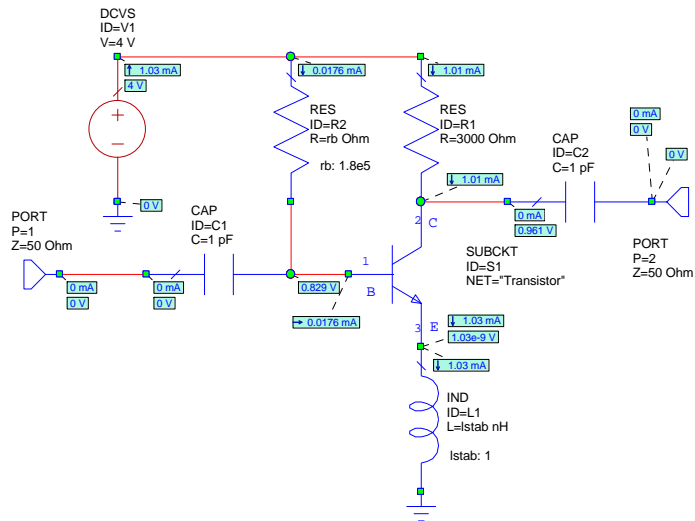 DCVS
ID=V1
V=4 V
1.03 mA
4 V
0.0176 mA
1.01 mA
RES
ID=R2
R=rb Ohm
rb: 1.8e5
RES
ID=R1
R=3000 Ohm
CAP
ID=C2
C=1 pF
0 mA
0 V
0 V
0 V
1.01 mA
PORT
P=1
Z=50 Ohm
CAP
ID=C1
C=1 pF
2
C
0 mA
0.961 V
SUBCKT
ID=S1
NET="Transistor"
PORT
P=2
Z=50 Ohm
1
B
0 mA
0 V
0 mA
0 V
0.829 V
0.0176 mA
3
E
1.03 mA
1.03e-9 V
1.03 mA
IND
ID=L1
L=lstab nH
lstab: 1